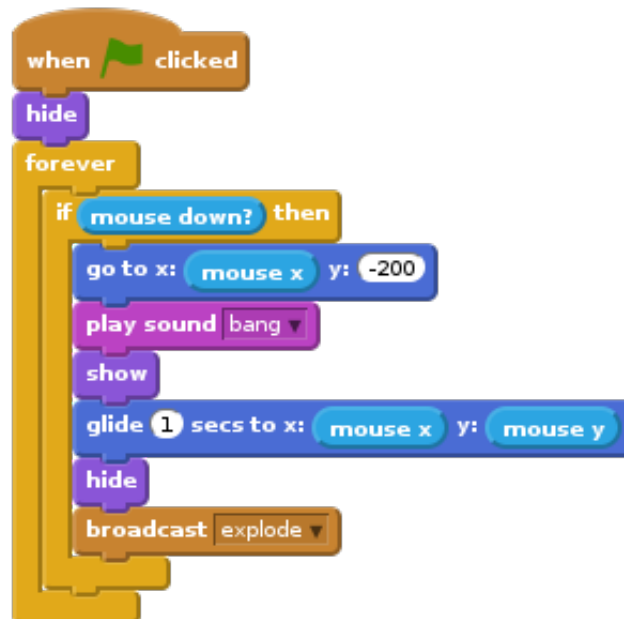 when clicked
hide
forever
if mouse down? then
go to x: mouse x y: -200
play sound bang
show
glide 1 secs to x: mouse x y: mouse y
hide
broadcast explode